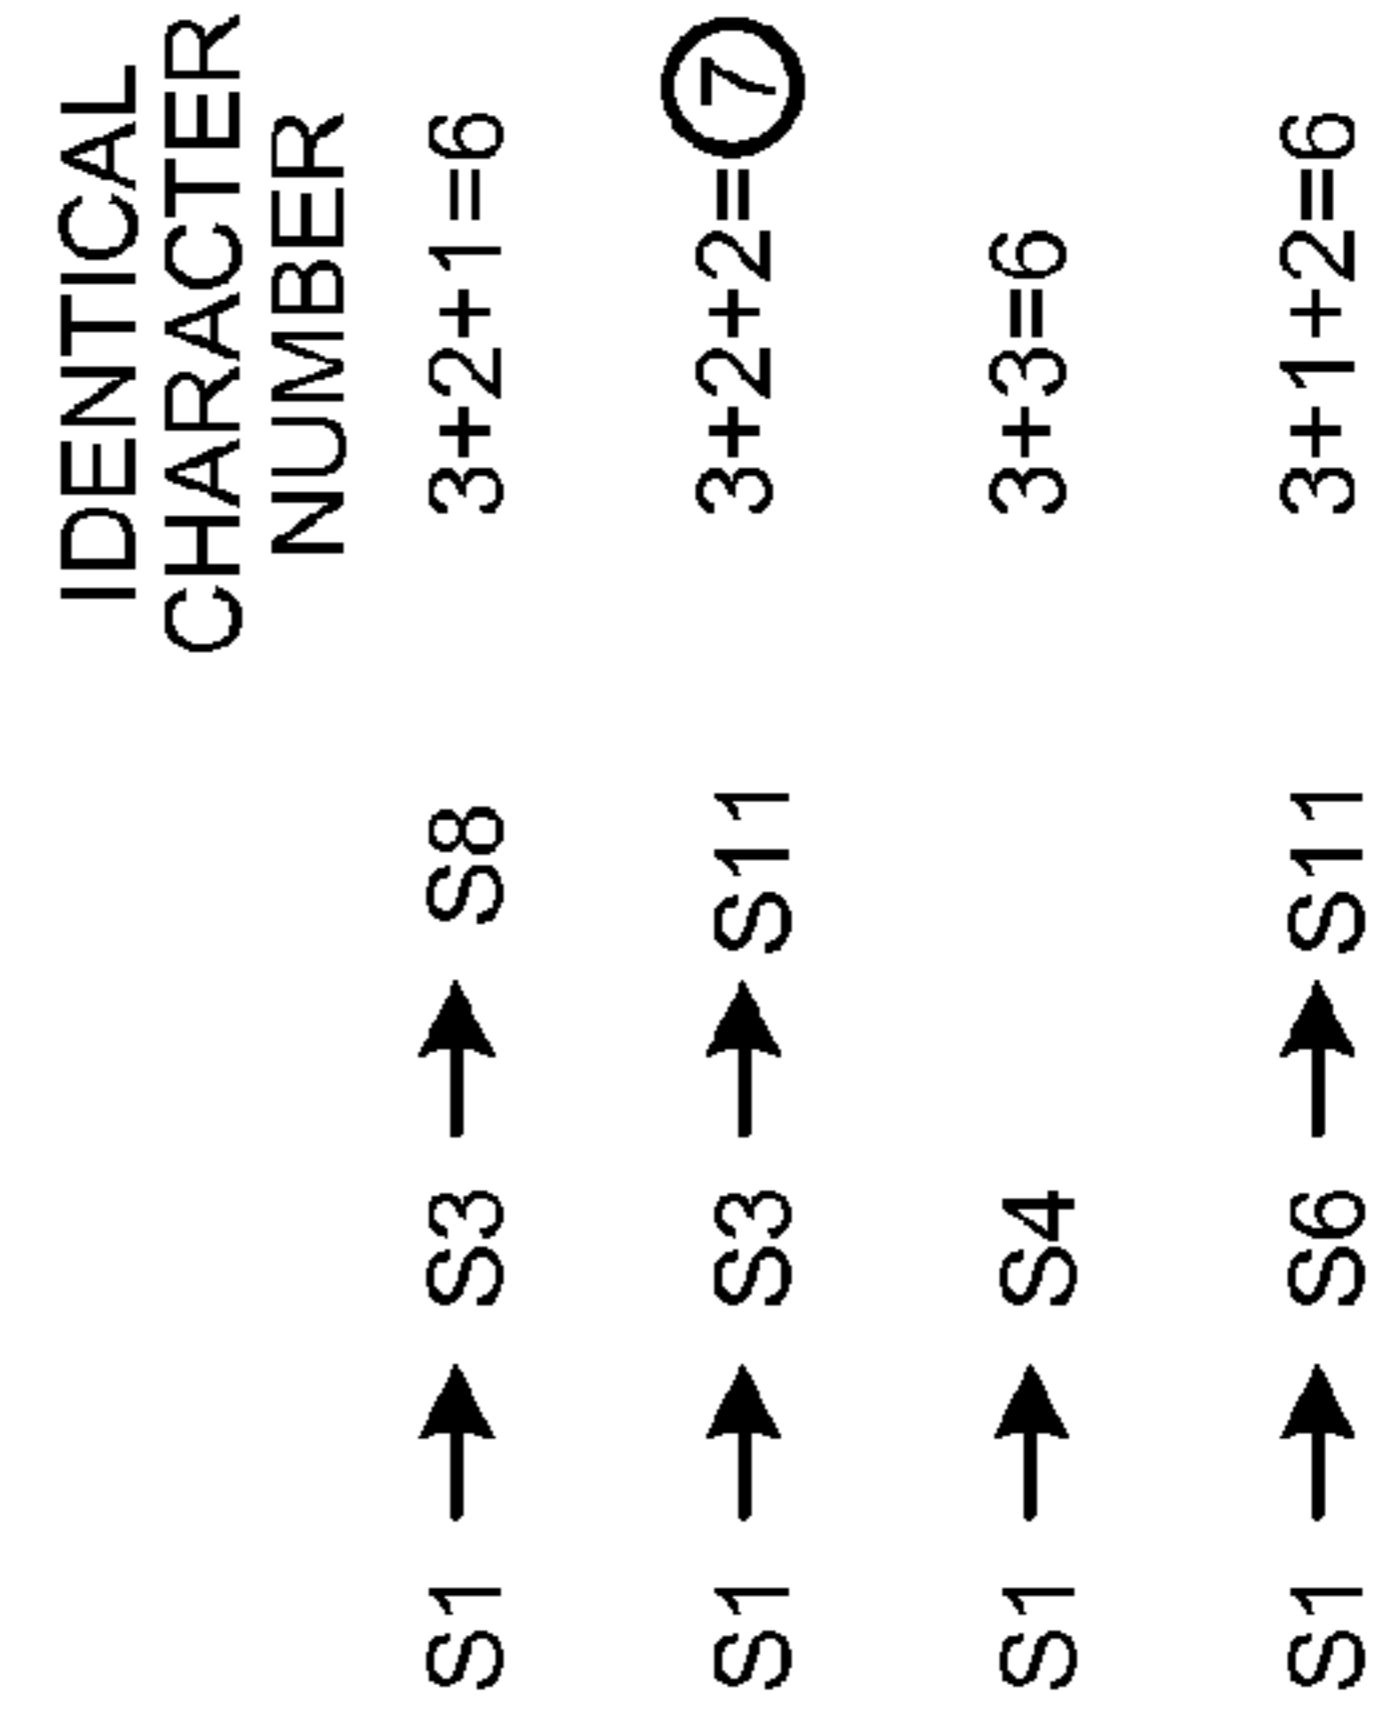 IDENTICAL
CHARACTER
NUMBER
S1 → S3 → S8 3+2+1=6
S1 → S3 → S11 3+2+2=7
S1 → S4 3+3=6
S1 → S6 → S11 3+1+2=6